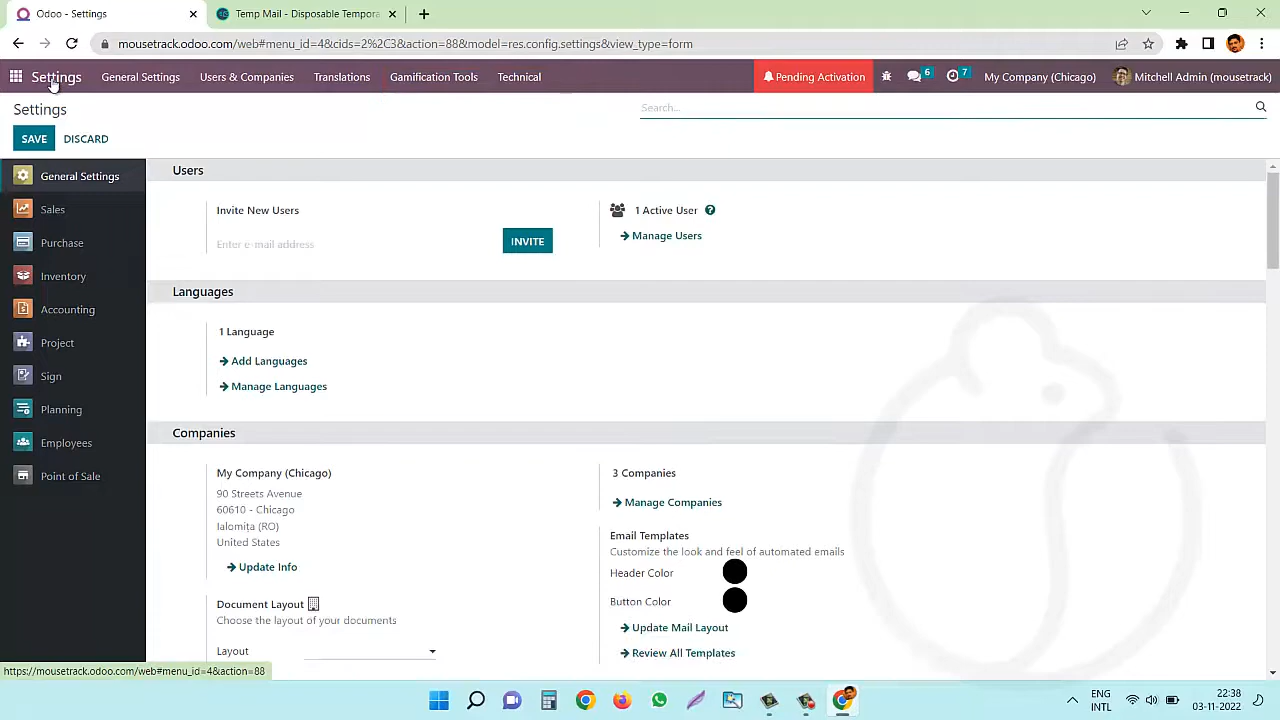 Odoo - Settings
Temp Mail - Disposable Tempora
mousetrack.odoo.com/web#menu_id=4&cids=2%2C3&action=88&model=res.config.settings&view_type=form
Settings General Settings Users & Companies Translations Gamification Tools Technical Pending Activation 6 7 My Company (Chicago) Mitchell Admin (mousetrack)
Settings
Search...
SAVE DISCARD
General Settings
Sales
Purchase
Inventory
Accounting
Project
Sign
Planning
Employees
Point of Sale
Users
Invite New Users
Enter e-mail address
INVITE
1 Active User ?
Manage Users
Languages
1 Language
Add Languages
Manage Languages
Companies
My Company (Chicago)
90 Streets Avenue
60610 - Chicago
Ialomița (RO)
United States
Update Info
Document Layout
Choose the layout of your documents
Layout
3 Companies
Manage Companies
Email Templates
Customize the look and feel of automated emails
Header Color
Button Color
Update Mail Layout
Review All Templates
https://mousetrack.odoo.com/web#menu_id=4&action=88
ENG
INTL
22:38
03-11-2022